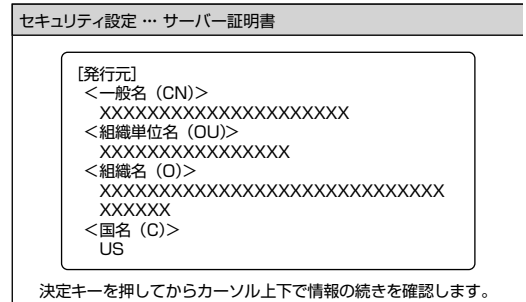 セキュリティ設定 … サーバー証明書
[発行元]
＜一般名（CN）＞
XXXXXXXXXXXXXXXXXXXXX
＜組織単位名（OU）＞
XXXXXXXXXXXXXXXX
＜組織名（O）＞
XXXXXXXXXXXXXXXXXXXXXXXXXXXXX
XXXXXX
＜国名（C）＞
US
決定キーを押してからカーソル上下で情報の続きを確認します。